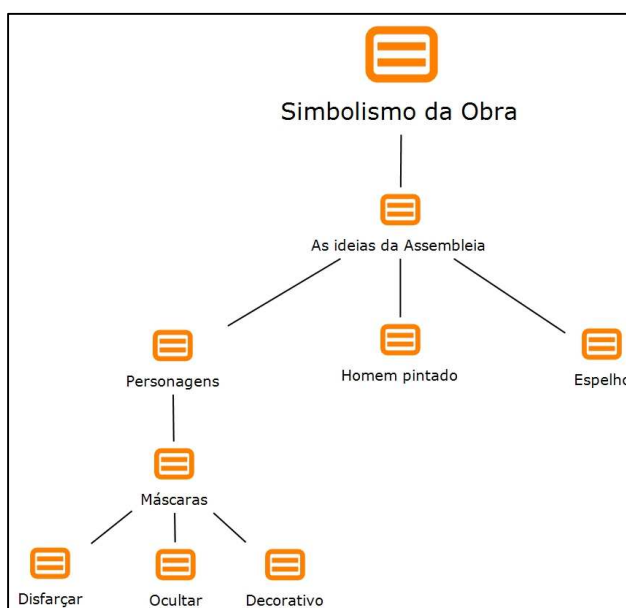 Simbolismo da Obra
As ideias da Assembleia
Personagens
Homem pintado
Espelho
Máscaras
Disfarçar
Ocultar
Decorativo